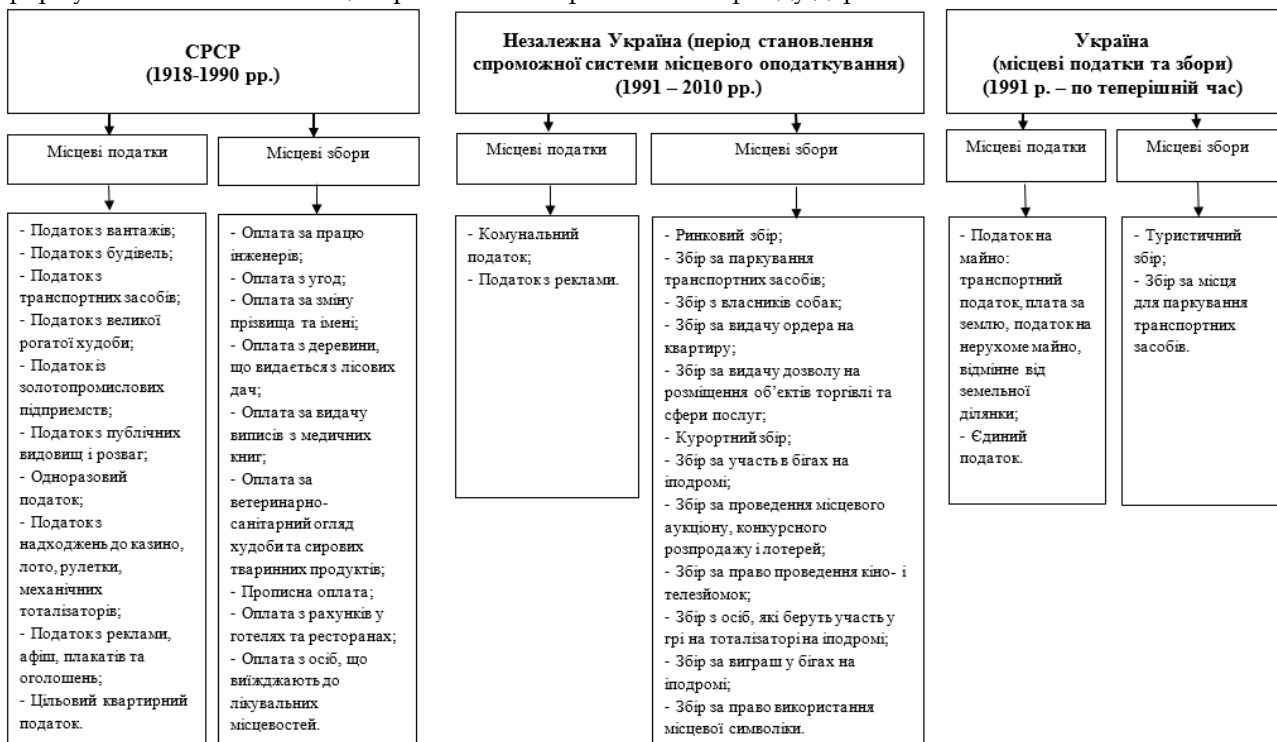 СРСР
(1918-1990 рр.)
Місцеві податки
Місцеві збори
- Податок з вантажів;
- Податок з будівель;
- Податок з
транспортних засобів;
- Податок з великої
рогатої худоби;
- Податок із
золотопромислових
підприємств;
- Податок з публічних
видовищ і розваг;
- Одноразовий
податок;
- Податок з
надходжень до казино,
лото, рулетки,
механічних
тоталізаторів;
- Податок з реклами,
афіш, плакатів та
оголошень;
- Цільовий квартирний
податок.
- Оплата за працю
інженерів;
- Оплата з угод;
- Оплата за зміну
прізвища та імені;
- Оплата з деревини,
що видається з лісових
дач;
- Оплата за видачу
виписів з медичних
книг;
- Оплата за
ветеринарно-
санітарний огляд
худоби та сирових
тваринних продуктів;
- Прописна оплата;
- Оплата з рахунків у
готелях та ресторанах;
- Оплата з осіб, що
виїжджають до
лікувальних
місцевостей.
Незалежна Україна (період становлення
спроможної системи місцевого оподаткування)
(1991 – 2010 рр.)
Місцеві податки
Місцеві збори
- Комунальний
податок;
- Податок з реклами.
- Ринковий збір;
- Збір за паркування
транспортних засобів;
- Збір з власників собак;
- Збір за видачу ордера на
квартиру;
- Збір за видачу дозволу на
розміщення об’єктів торгівлі та
сфери послуг;
- Курортний збір;
- Збір за участь в бігах на
іподромі;
- Збір за проведення місцевого
аукціону, конкурсного
розпродажу і лотерей;
- Збір за право проведення кіно- і
телезйомок;
- Збір з осіб, які беруть участь у
грі на тоталізаторі на іподромі;
- Збір за виграш у бігах на
іподромі;
- Збір за право використання
місцевої символіки.
Україна
(місцеві податки та збори)
(1991 р. – по теперішній час)
Місцеві податки
Місцеві збори
- Податок на
майно:
транспортний
податок, плата за
землю, податок на
нерухоме майно,
відмінне від
земельної
ділянки;
- Єдиний
податок.
- Туристичний
збір;
- Збір за місця
для паркування
транспортних
засобів.